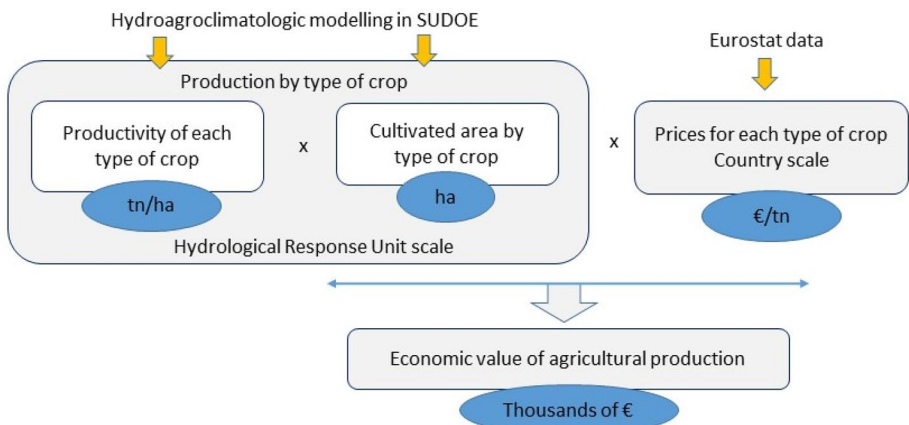 Hydroagroclimatologic modelling in SUDOE
Eurostat data
Production by type of crop
Productivity of each
type of crop
x
Cultivated area by
type of crop
x
Prices for each type of crop
Country scale
tn/ha
ha
€/tn
Hydrological Response Unit scale
Economic value of agricultural production
Thousands of €